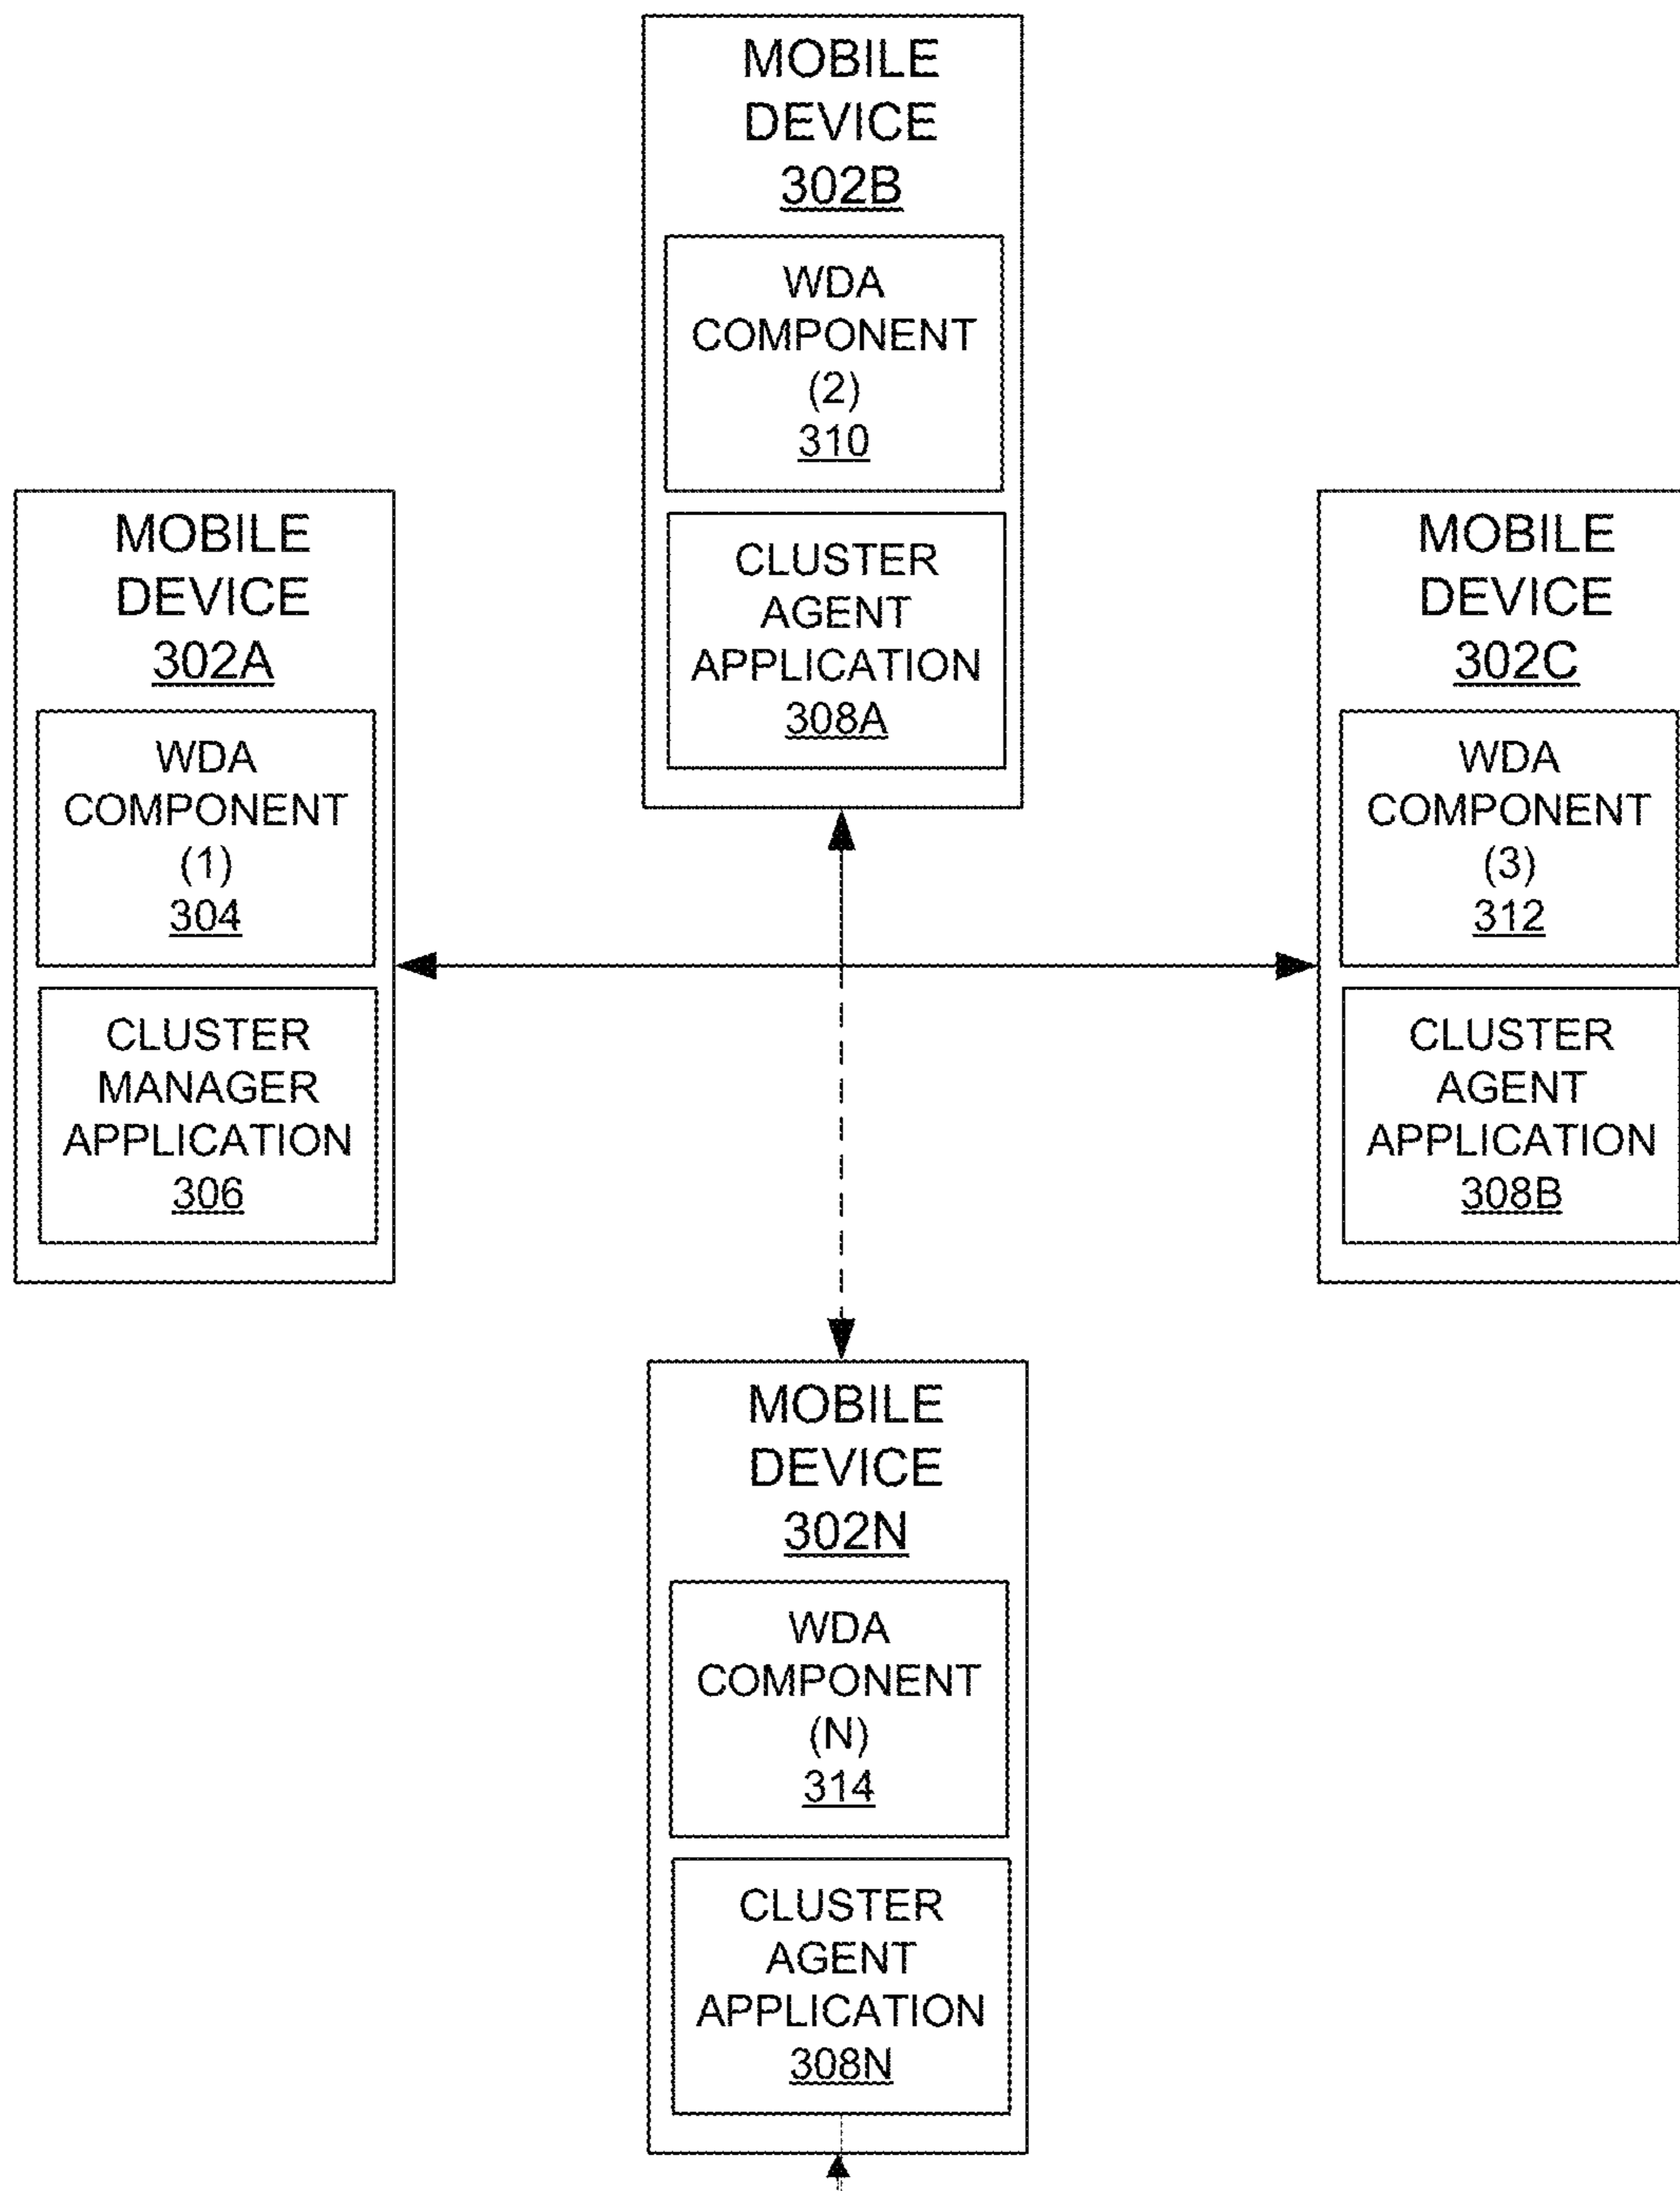 MOBILE
DEVICE
302B
WDA
COMPONENT
(2)
310
CLUSTER
AGENT
APPLICATION
308A
MOBILE
DEVICE
302A
WDA
COMPONENT
(1)
304
CLUSTER
MANAGER
APPLICATION
306
MOBILE
DEVICE
302C
WDA
COMPONENT
(3)
312
CLUSTER
AGENT
APPLICATION
308B
MOBILE
DEVICE
302N
WDA
COMPONENT
(N)
314
CLUSTER
AGENT
APPLICATION
308N